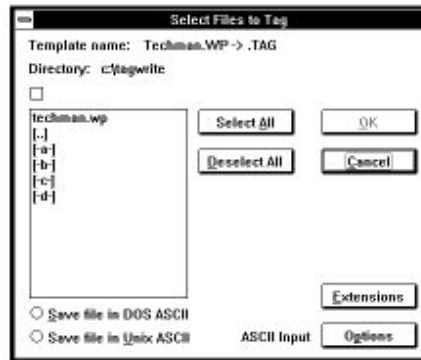 Select Files to Tag
Template name: Techman.WP-> .TAG
Directory: c:\tagwrite
techman.wp
[..]
[-a-]
[-b-]
[-c-]
[-d-]
Select All
OK
Deselect All
Cancel
Extensions
Save file in DOS ASCII
Save file in Unix ASCII
ASCII Input
Options